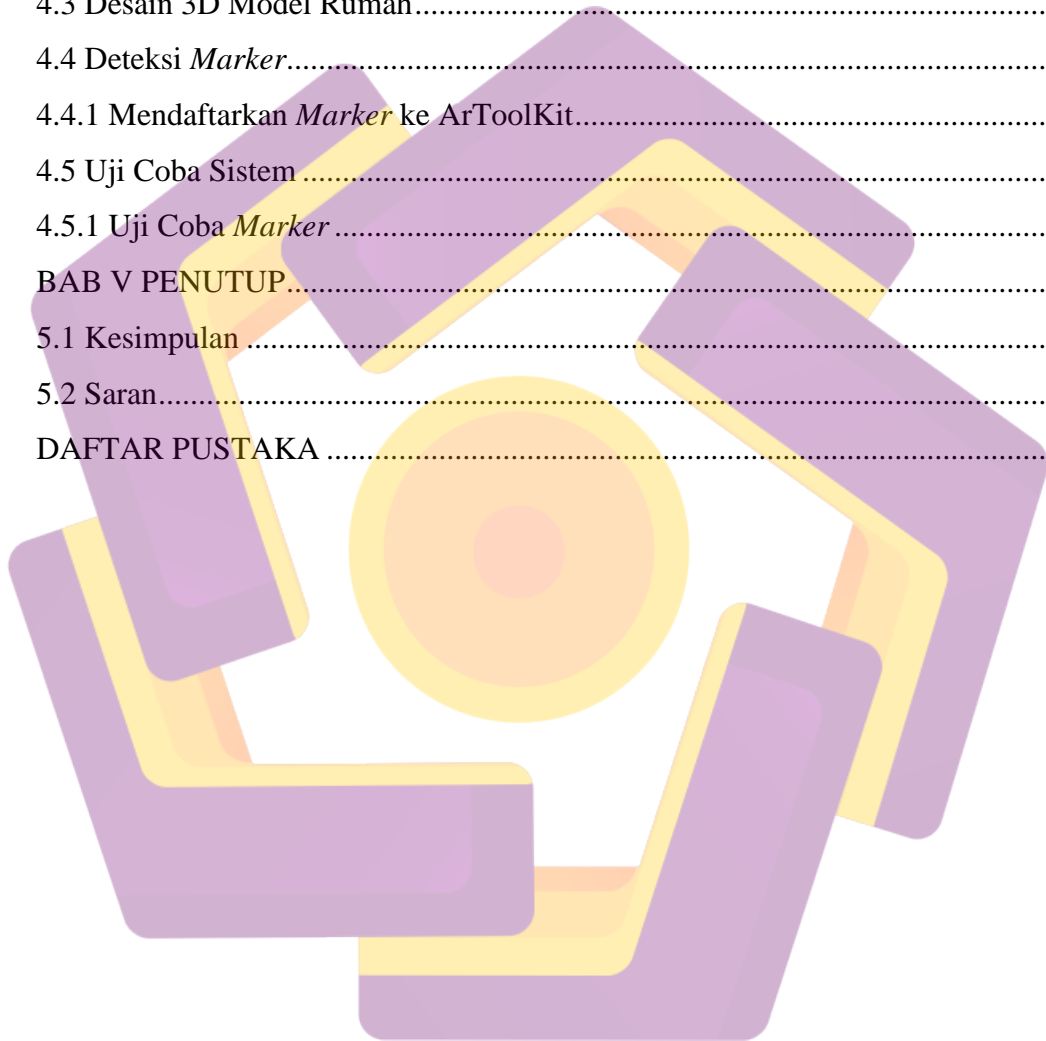 4.3 Desain 3D Model Rumah....................................................................
4.4 Deteksi Marker....................................................................
4.4.1 Mendaftarkan Marker ke ArToolKit....................................................................
4.5 Uji Coba Sistem ....................................................................
4.5.1 Uji Coba Marker ....................................................................
BAB V PENUTUP....................................................................
5.1 Kesimpulan ....................................................................
5.2 Saran....................................................................
DAFTAR PUSTAKA ....................................................................